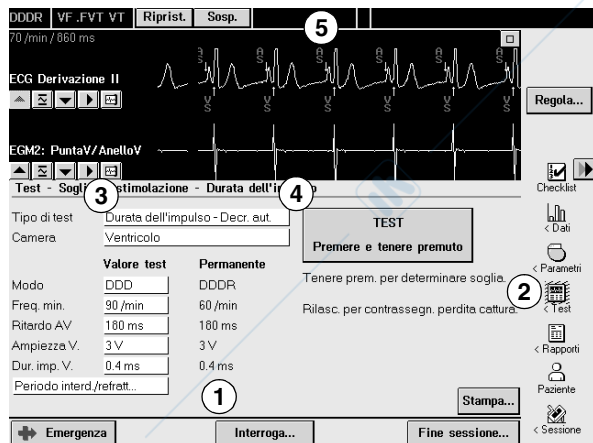 DDDR VF .FVT VT Riprist. Sosp.
70 /min / 860 ms
5
ECG Derivazione II
A S A S A S A S A S A S
V S V S V S V S V S V S
Regola...
EGM2: PuntaV/AnelloV
Test - Soglia stimolazione - Durata dell'impulso
3
4
Checklist
< Dati
< Parametri
2
< Test
< Rapporti
Paziente
< Sessione
Tipo di test Durata dell'impulso - Decr. aut.
Camera Ventricolo
TEST
Premere e tenere premuto
Tenere prem. per determinare soglia.
Rilasc. per contrassegn. perdita cattura.
Valore test Permanente
Modo DDD DDDR
Freq. min. 90 /min 60 /min
Ritardo AV 180 ms 180 ms
Ampiezza V. 3 V 3 V
Dur. imp. V. 0.4 ms 0.4 ms
Periodo interd./refratt...
1
Stampa...
Emergenza Interroga... Fine sessione...